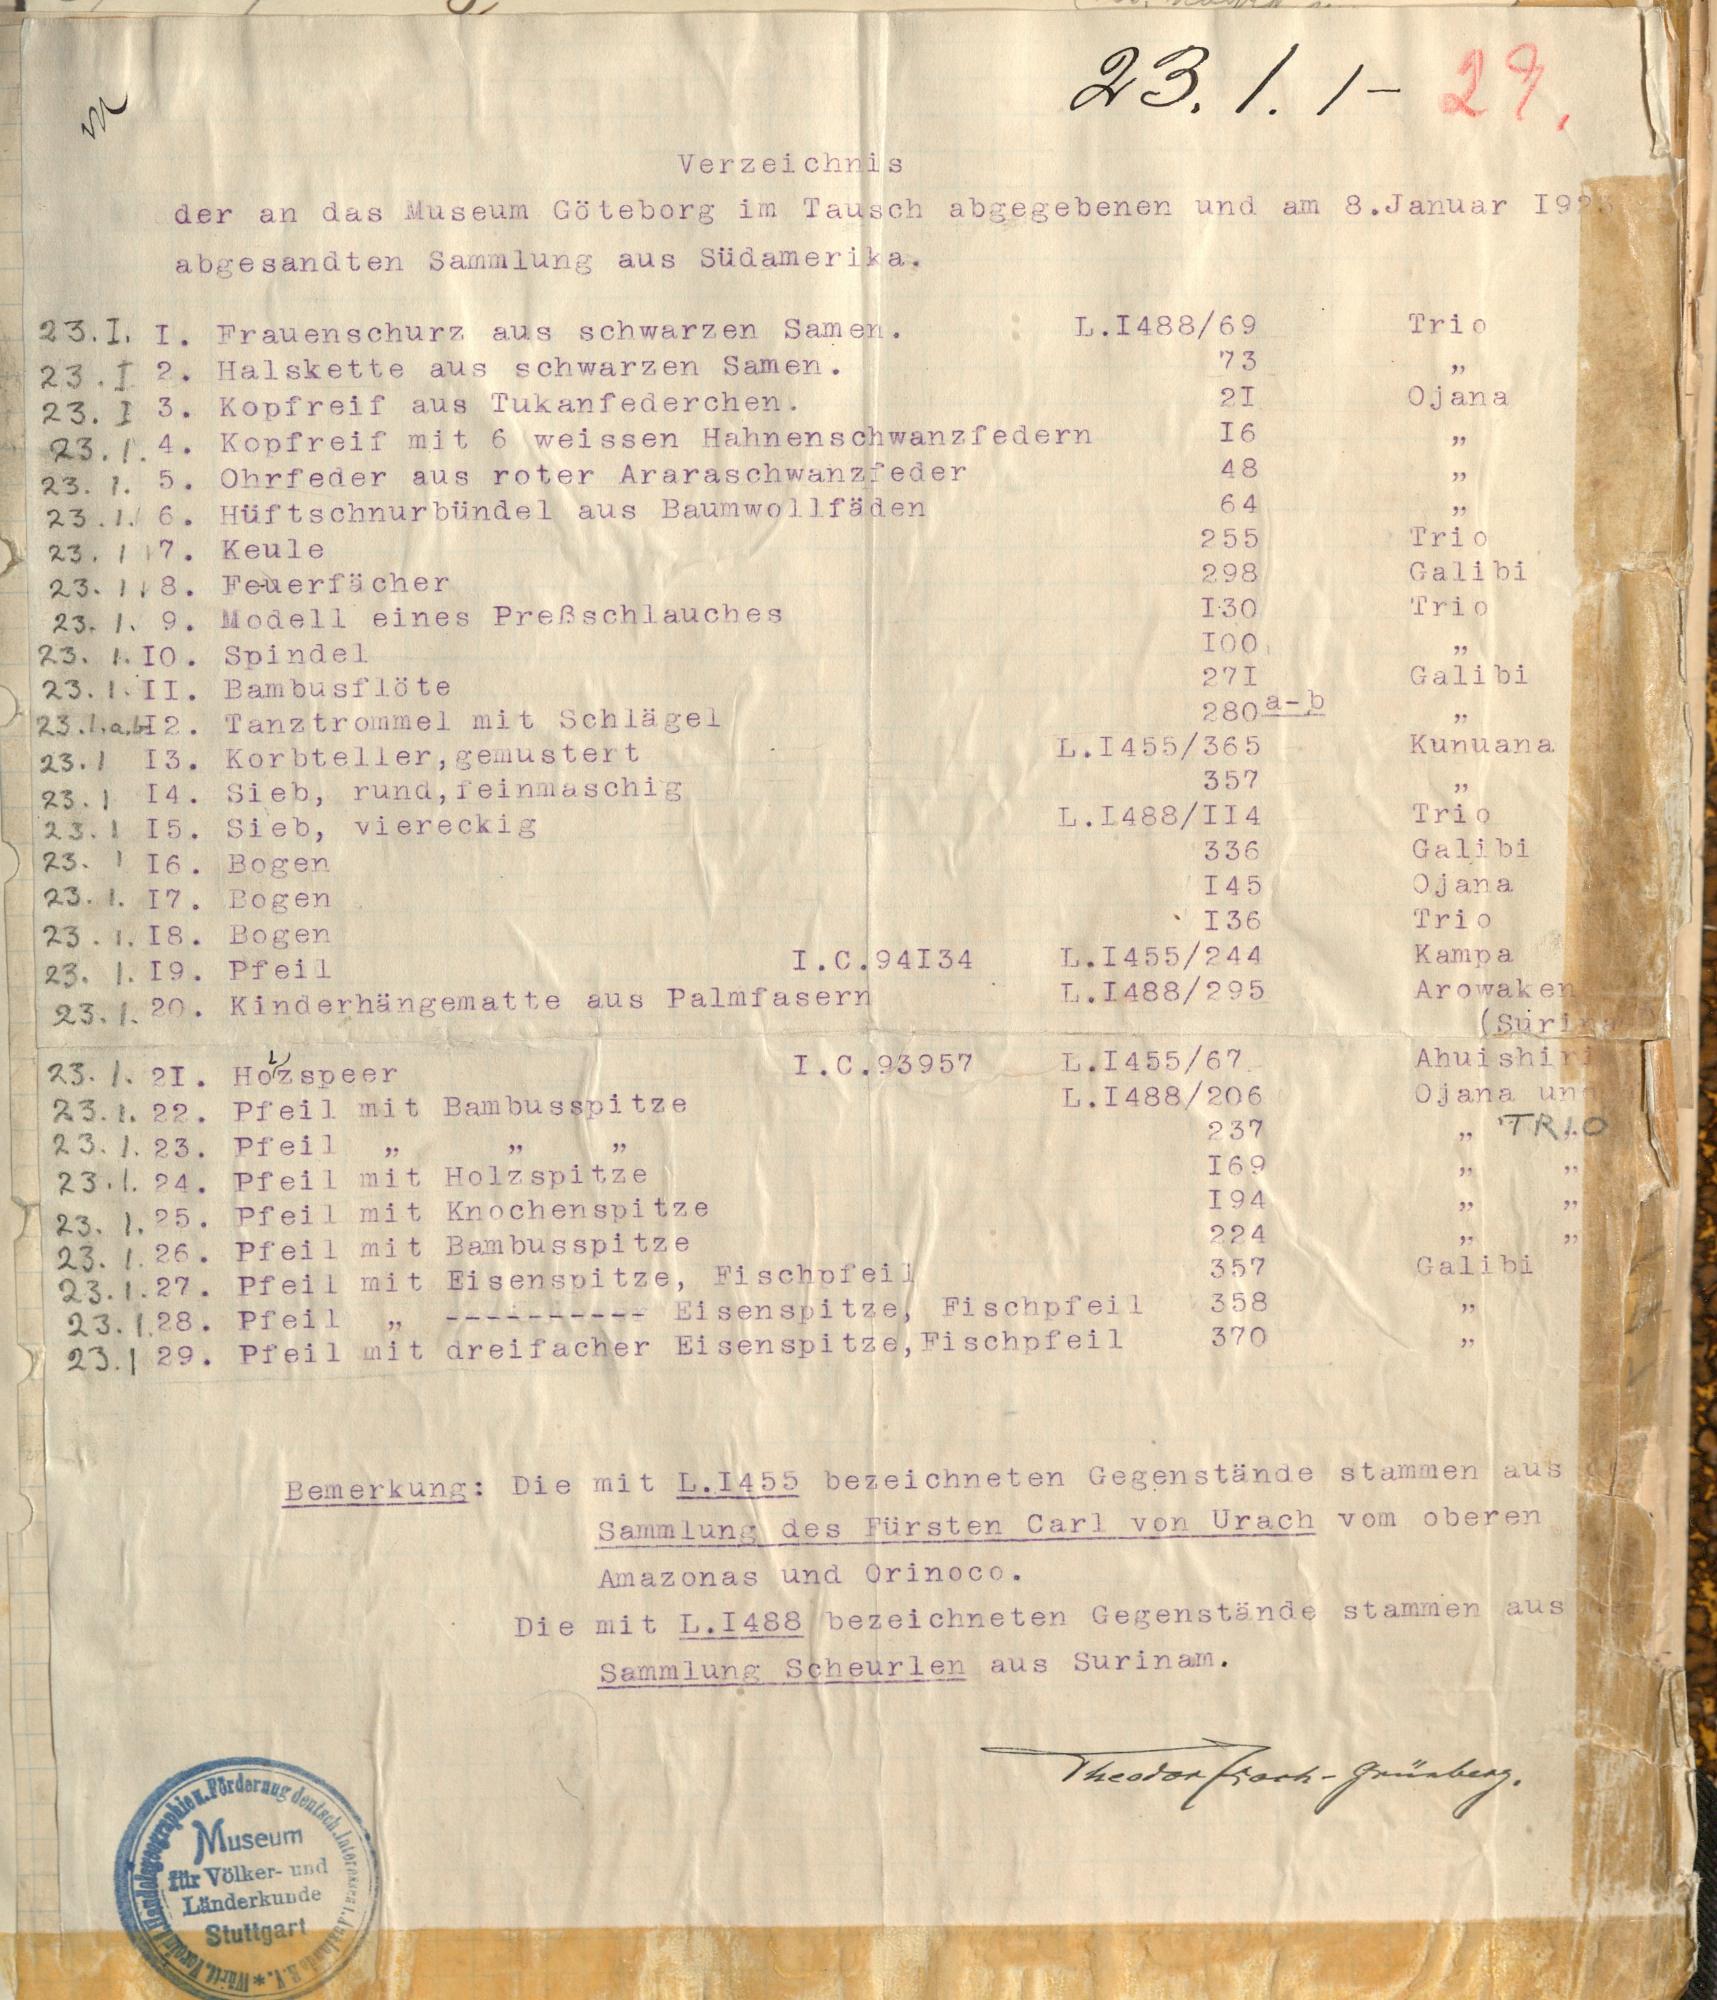 23. 1. 1 - 29.
Verzeichnis
der an das Museum Göteborg im Tausch abgegebenen und am 8.Januar I923
abgesandten Sammlung aus Südamerika.
23.I. I. Frauenschurz aus schwarzen Samen. L.I488/69 Trio
23.I 2. Halskette aus schwarzen Samen. 73 „
23.I 3. Kopfreif aus Tukanfederchen. 2I Ojana
23.1. 4. Kopfreif mit 6 weissen Hahnenschwanzfedern I6 „
23.1. 5. Ohrfeder aus roter Araraschwanzfeder 48 „
23.1. 6. Hüftschnurbündel aus Baumwollfäden 64 „
23.1 7. Keule 255 Trio
23.1. 8. Feuerfächer 298 Galibi
23.1. 9. Modell eines Preßschlauches I30 Trio
23.1. IO. Spindel IOO „
23.1. II. Bambusflöte 27I Galibi
23.1.a,b I2. Tanztrommel mit Schlägel 280 a-b „
23.1 I3. Korbteller,gemustert L.I455/365 Kunuana
23.1 I4. Sieb, rund,feinmaschig 357 „
23.1 I5. Sieb, viereckig L.I488/II4 Trio
23. 1 I6. Bogen 336 Galibi
23.1. I7. Bogen I45 Ojana
23.1. I8. Bogen I36 Trio
23.1. I9. Pfeil I.C.94I34 L.I455/244 Kampa
23.1. 20. Kinderhängematte aus Palmfasern L.I488/295 Arowaken
23.1. 2I. Holzspeer I.C.93957 L.I455/67 Ahuishiri
23.1. 22. Pfeil mit Bambusspitze L.I488/206 Ojana und
23.1. 23. Pfeil „ „ „ 237 „ TRIO
23.1. 24. Pfeil mit Holzspitze I69 „ „
23.1. 25. Pfeil mit Knochenspitze I94 „ „
23.1. 26. Pfeil mit Bambusspitze 224 „ „
23.1. 27. Pfeil mit Eisenspitze, Fischpfeil 357 Galibi
23.1. 28. Pfeil „ ---------- Eisenspitze, Fischpfeil 358 „
23.1 29. Pfeil mit dreifacher Eisenspitze,Fischpfeil 370 „
Bemerkung: Die mit L.I455 bezeichneten Gegenstände stammen aus
Sammlung des Fürsten Carl von Urach vom oberen
Amazonas und Orinoco.
Die mit L.I488 bezeichneten Gegenstände stammen aus
Sammlung Scheurlen aus Surinam.
Theodor Koch-Grünberg.
Württ. Verein f. Handelsgeographie u. Förderung deutsch. Interessen i. Auslande E.V. *
Museum
für Völker- und
Länderkunde
Stuttgart